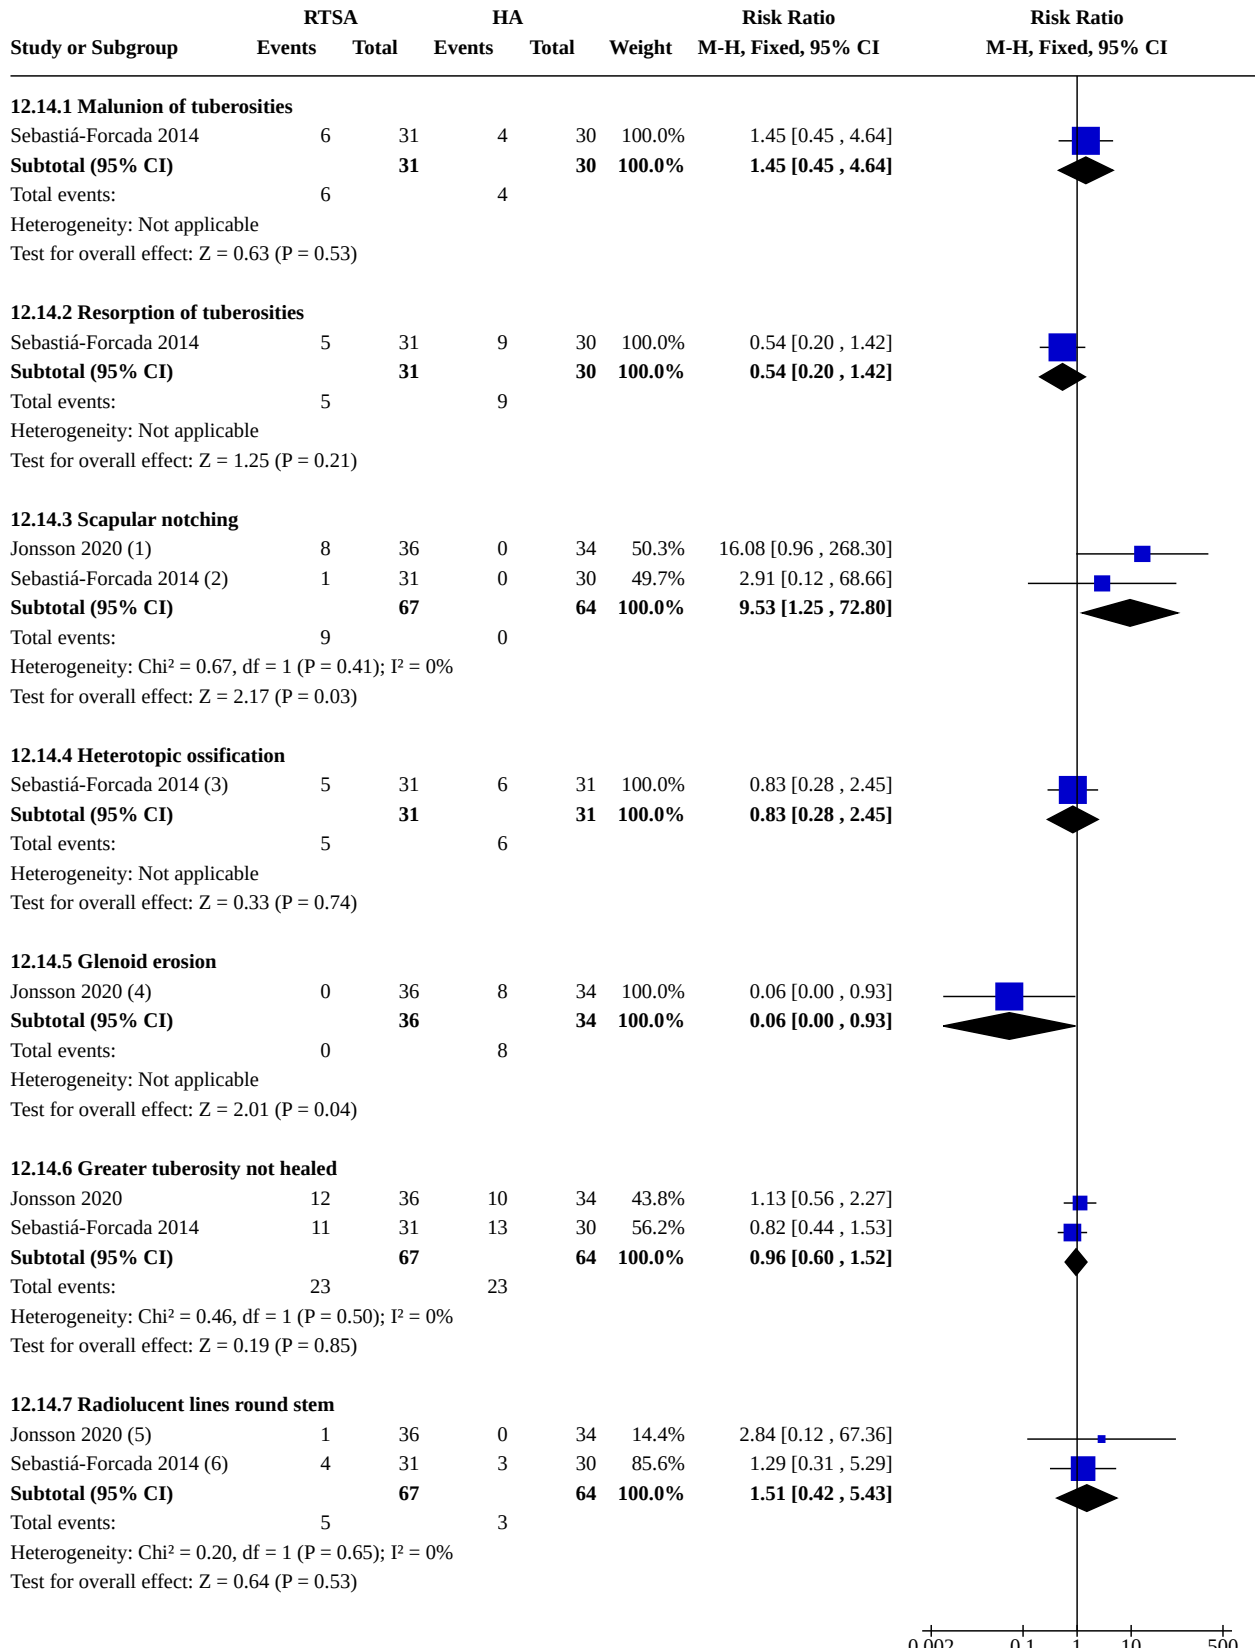 RTSA HA Risk Ratio Risk Ratio
Study or Subgroup Events Total Events Total Weight M-H, Fixed, 95% CI M-H, Fixed, 95% CI
12.14.1 Malunion of tuberosities
Sebastiá-Forcada 2014 6 31 4 30 100.0% 1.45 [0.45 , 4.64]
Subtotal (95% CI) 31 30 100.0% 1.45 [0.45 , 4.64]
Total events: 6 4
Heterogeneity: Not applicable
Test for overall effect: Z = 0.63 (P = 0.53)
12.14.2 Resorption of tuberosities
Sebastiá-Forcada 2014 5 31 9 30 100.0% 0.54 [0.20 , 1.42]
Subtotal (95% CI) 31 30 100.0% 0.54 [0.20 , 1.42]
Total events: 5 9
Heterogeneity: Not applicable
Test for overall effect: Z = 1.25 (P = 0.21)
12.14.3 Scapular notching
Jonsson 2020 (1) 8 36 0 34 50.3% 16.08 [0.96 , 268.30]
Sebastiá-Forcada 2014 (2) 1 31 0 30 49.7% 2.91 [0.12 , 68.66]
Subtotal (95% CI) 67 64 100.0% 9.53 [1.25 , 72.80]
Total events: 9 0
Heterogeneity: Chi² = 0.67, df = 1 (P = 0.41); I² = 0%
Test for overall effect: Z = 2.17 (P = 0.03)
12.14.4 Heterotopic ossification
Sebastiá-Forcada 2014 (3) 5 31 6 31 100.0% 0.83 [0.28 , 2.45]
Subtotal (95% CI) 31 31 100.0% 0.83 [0.28 , 2.45]
Total events: 5 6
Heterogeneity: Not applicable
Test for overall effect: Z = 0.33 (P = 0.74)
12.14.5 Glenoid erosion
Jonsson 2020 (4) 0 36 8 34 100.0% 0.06 [0.00 , 0.93]
Subtotal (95% CI) 36 34 100.0% 0.06 [0.00 , 0.93]
Total events: 0 8
Heterogeneity: Not applicable
Test for overall effect: Z = 2.01 (P = 0.04)
12.14.6 Greater tuberosity not healed
Jonsson 2020 12 36 10 34 43.8% 1.13 [0.56 , 2.27]
Sebastiá-Forcada 2014 11 31 13 30 56.2% 0.82 [0.44 , 1.53]
Subtotal (95% CI) 67 64 100.0% 0.96 [0.60 , 1.52]
Total events: 23 23
Heterogeneity: Chi² = 0.46, df = 1 (P = 0.50); I² = 0%
Test for overall effect: Z = 0.19 (P = 0.85)
12.14.7 Radiolucent lines round stem
Jonsson 2020 (5) 1 36 0 34 14.4% 2.84 [0.12 , 67.36]
Sebastiá-Forcada 2014 (6) 4 31 3 30 85.6% 1.29 [0.31 , 5.29]
Subtotal (95% CI) 67 64 100.0% 1.51 [0.42 , 5.43]
Total events: 5 3
Heterogeneity: Chi² = 0.20, df = 1 (P = 0.65); I² = 0%
Test for overall effect: Z = 0.64 (P = 0.53)
0.002 0.1 1 10 500